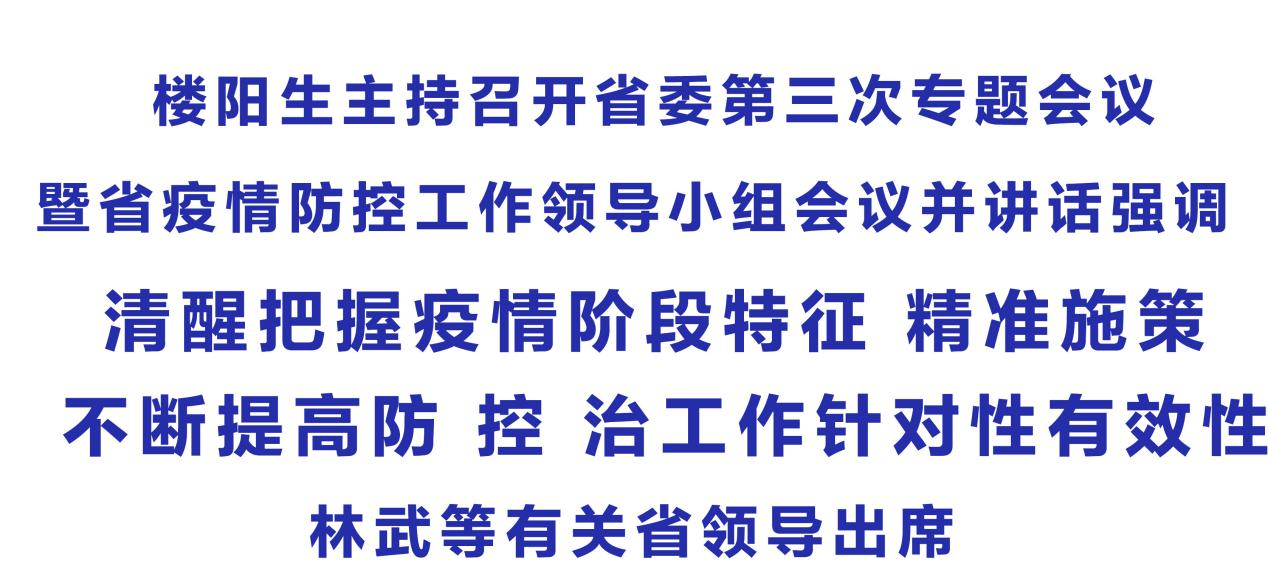 楼阳生主持召开省委第三次专题会议
暨省疫情防控工作领导小组会议并讲话强调
清醒把握疫情阶段特征 精准施策
不断提高防 控 治工作针对性有效性
林武等有关省领导出席